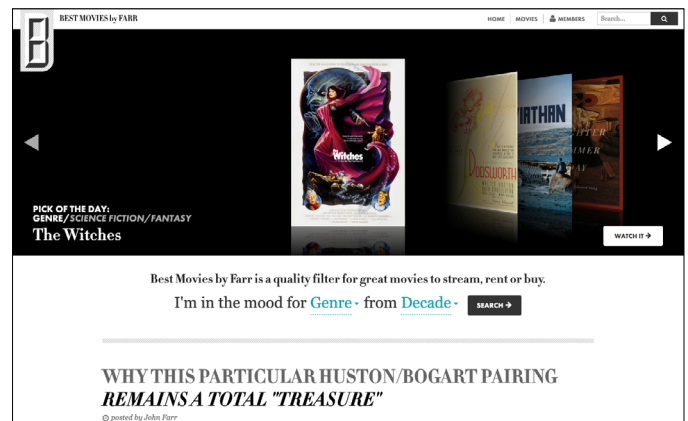 BEST MOVIES by FARR
HOME MOVIES MEMBERS Search...
The Witches
DODSWORTH
VIATHAN
PICK OF THE DAY:
GENRE/SCIENCE FICTION/FANTASY
The Witches
WATCH IT →
Best Movies by Farr is a quality filter for great movies to stream, rent or buy.
I'm in the mood for Genre from Decade SEARCH →
WHY THIS PARTICULAR HUSTON/BOGART PAIRING
REMAINS A TOTAL "TREASURE"
posted by John Farr